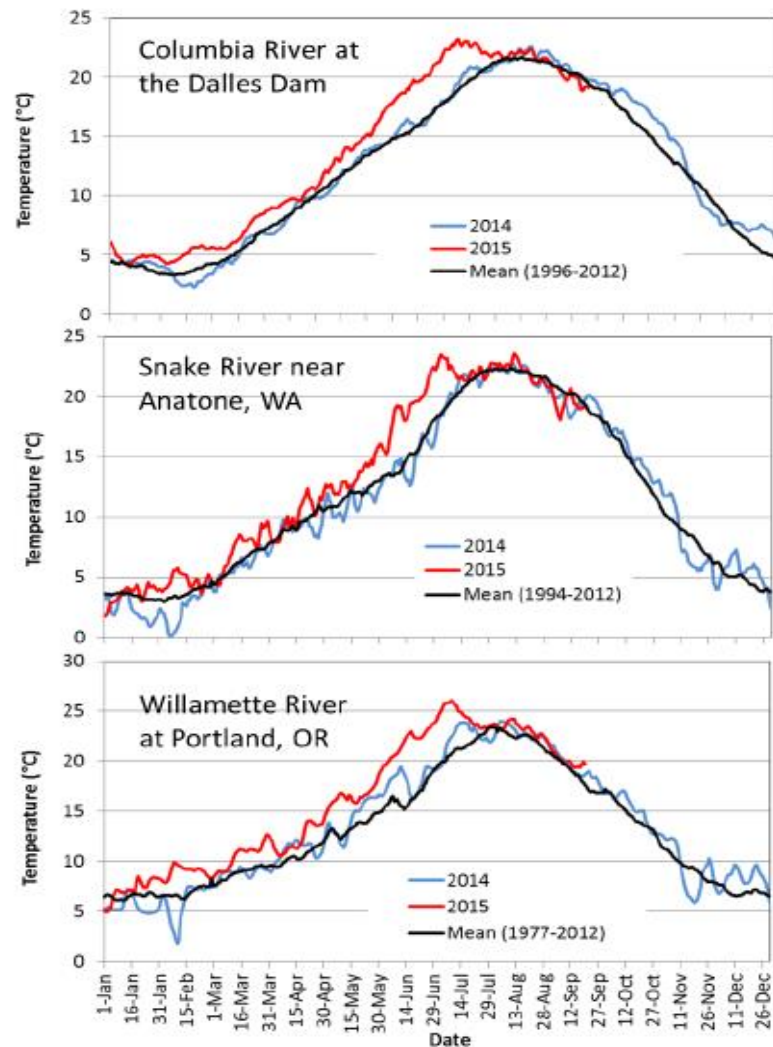 25
20
15
10
5
0
Temperature (°C)
Columbia River at
the Dalles Dam
2014
2015
Mean (1996-2012)
25
20
15
10
5
0
Temperature (°C)
Snake River near
Anatone, WA
2014
2015
Mean (1994-2012)
30
25
20
15
10
5
0
Temperature (°C)
Willamette River
at Portland, OR
2014
2015
Mean (1977-2012)
1-Jan
16-Jan
31-Jan
15-Feb
1-Mar
16-Mar
31-Mar
15-Apr
30-Apr
15-May
30-May
14-Jun
29-Jun
14-Jul
29-Jul
13-Aug
28-Aug
12-Sep
27-Sep
12-Oct
27-Oct
11-Nov
26-Nov
11-Dec
26-Dec
Date